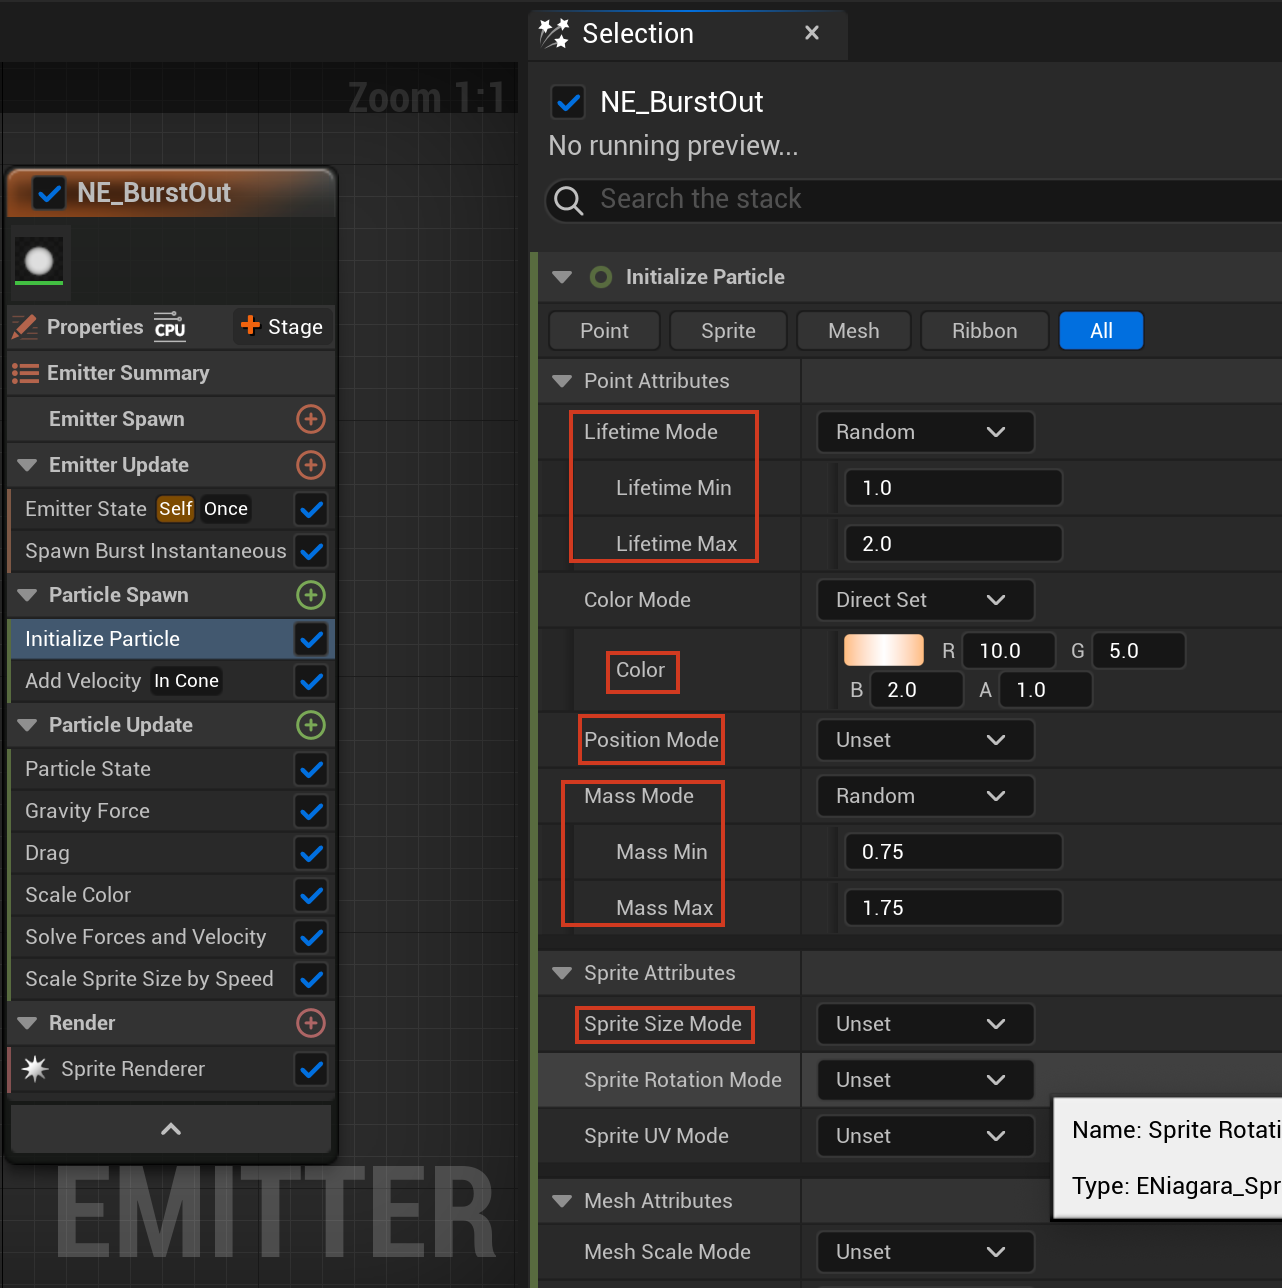 Selection
Zoom 1:1
NE_BurstOut
No running preview...
Search the stack
NE_BurstOut
Properties CPU Stage
Emitter Summary
Emitter Spawn
Emitter Update
Emitter State Self Once
Spawn Burst Instantaneous
Particle Spawn
Initialize Particle
Add Velocity In Cone
Particle Update
Particle State
Gravity Force
Drag
Scale Color
Solve Forces and Velocity
Scale Sprite Size by Speed
Render
Sprite Renderer
EMITTER
Initialize Particle
Point Sprite Mesh Ribbon All
Point Attributes
Lifetime Mode Random
Lifetime Min 1.0
Lifetime Max 2.0
Color Mode Direct Set
Color R 10.0 G 5.0
B 2.0 A 1.0
Position Mode Unset
Mass Mode Random
Mass Min 0.75
Mass Max 1.75
Sprite Attributes
Sprite Size Mode Unset
Sprite Rotation Mode Unset
Sprite UV Mode Unset
Name: Sprite Rotati
Type: ENiagara_Spr
Mesh Attributes
Mesh Scale Mode Unset